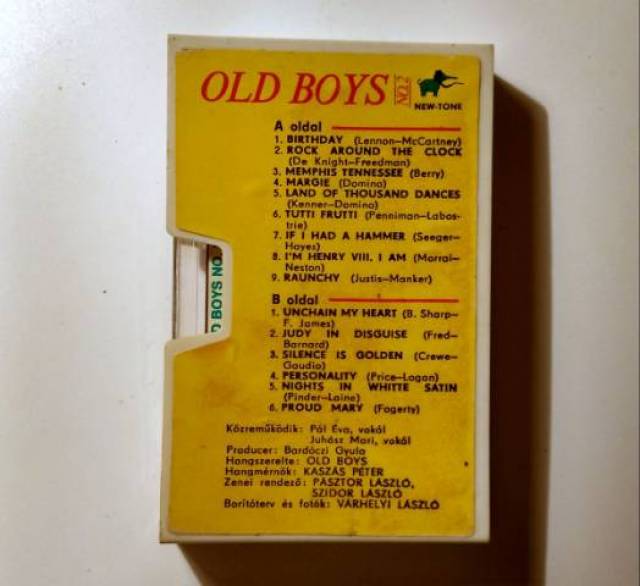 OLD BOYS NO.2
NEW-TONE
A oldal
1. BIRTHDAY (Lennon—McCartney)
2. ROCK AROUND THE CLOCK
(De Knight—Freedman)
3. MEMPHIS TENNESSEE (Berry)
4. MARGIE (Domino)
5. LAND OF THOUSAND DANCES
(Kenner—Domino)
6. TUTTI FRUTTI (Penniman—Labos-
trie)
7. IF I HAD A HAMMER (Seeger—
Hayes)
8. I'M HENRY VIII. I AM (Morral—
Neston)
9. RAUNCHY (Justis—Manker)
B oldal
1. UNCHAIN MY HEART (B. Sharp—
F. James)
2. JUDY IN DISGUISE (Fred—
Barnard)
3. SILENCE IS GOLDEN (Crewe—
Gaudio)
4. PERSONALITY (Price—Logan)
5. NIGHTS IN WHITTE SATIN
(Pinder—Laine)
6. PROUD MARY (Fogerty)
Közreműködik: Pál Éva, vokál
Juhász Mari, vokál
Producer: Bardóczi Gyula
Hangszerelte: OLD BOYS
Hangmérnök: KASZÁS PÉTER
Zenei rendező: PÁSZTOR LÁSZLÓ,
SZIDOR LÁSZLÓ
Borítóterv és fotók: VÁRHELYI LÁSZLÓ
D BOYS NO.